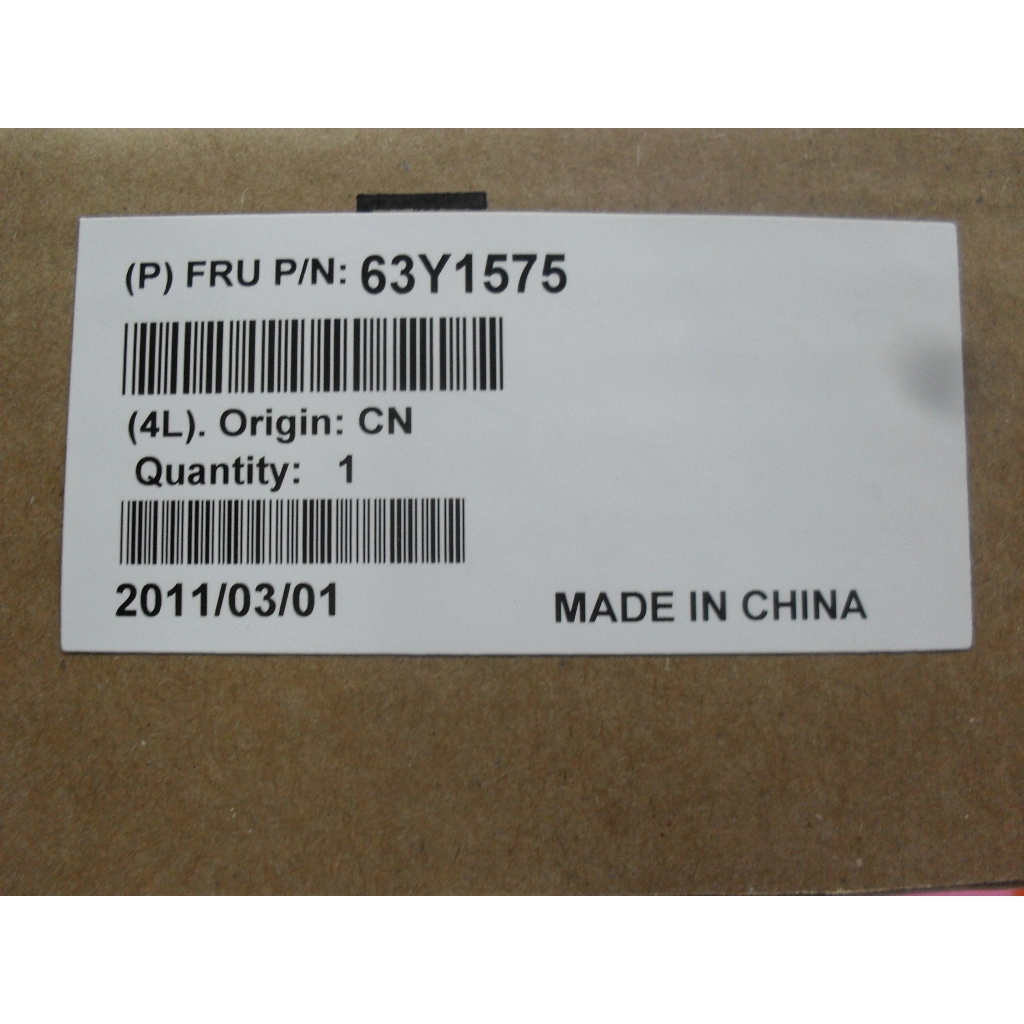 (P) FRU P/N: 63Y1575
(4L). Origin: CN
Quantity: 1
2011/03/01
MADE IN CHINA